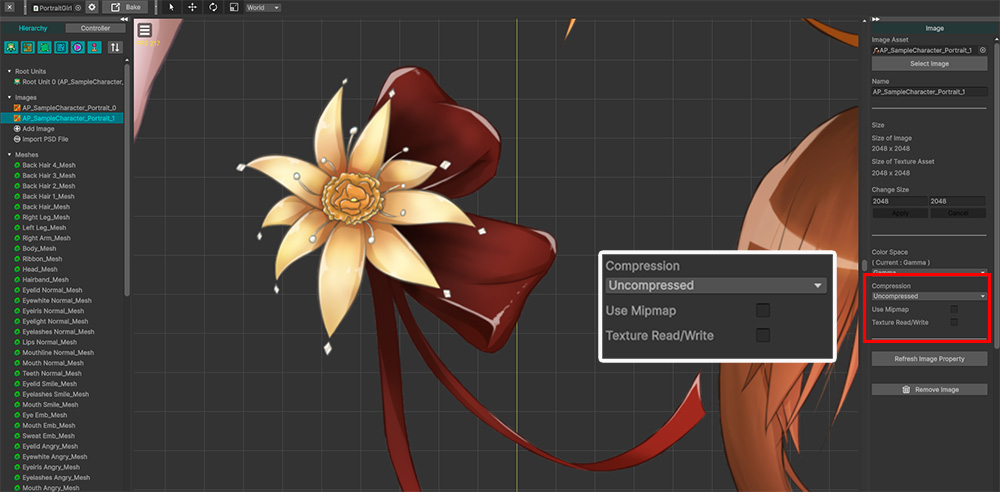 PortraitGirl
Bake
World
Hierarchy
Controller
Root Units
Root Unit 0 (AP_SampleCharacter_
Images
AP_SampleCharacter_Portrait_0
AP_SampleCharacter_Portrait_1
Add Image
Import PSD File
Meshes
Back Hair 4_Mesh
Back Hair 3_Mesh
Back Hair 2_Mesh
Back Hair 1_Mesh
Back Hair_Mesh
Right Leg_Mesh
Left Leg_Mesh
Right Arm_Mesh
Body_Mesh
Ribbon_Mesh
Head_Mesh
Hairband_Mesh
Eyelid Normal_Mesh
Eyewhite Normal_Mesh
Eyeiris Normal_Mesh
Eyelight Normal_Mesh
Eyelashes Normal_Mesh
Lips Normal_Mesh
Mouthline Normal_Mesh
Mouth Normal_Mesh
Teeth Normal_Mesh
Eyelid Smile_Mesh
Eyelashes Smile_Mesh
Mouth Smile_Mesh
Eye Emb_Mesh
Mouth Emb_Mesh
Sweat Emb_Mesh
Eyelid Angry_Mesh
Eyewhite Angry_Mesh
Eyeiris Angry_Mesh
Eyelashes Angry_Mesh
Mouth Angry_Mesh
Compression
Uncompressed
Use Mipmap
Texture Read/Write
Image
Image Asset
AP_SampleCharacter_Portrait_1
Select Image
Name
AP_SampleCharacter_Portrait_1
Size
Size of Image
2048 x 2048
Size of Texture Asset
2048 x 2048
Change Size
2048 2048
Apply Cancel
Color Space
( Current : Gamma )
Gamma
Compression
Uncompressed
Use Mipmap
Texture Read/Write
Refresh Image Property
Remove Image